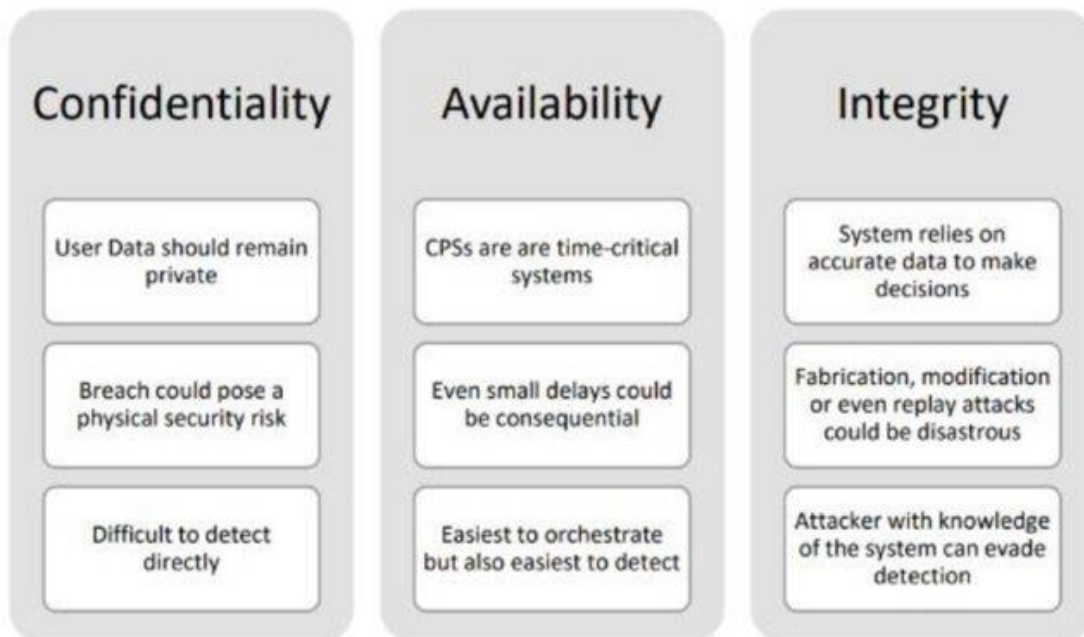 Confidentiality
User Data should remain
private
Breach could pose a
physical security risk
Difficult to detect
directly
Availability
CPSs are are time-critical
systems
Even small delays could
be consequential
Easiest to orchestrate
but also easiest to detect
Integrity
System relies on
accurate data to make
decisions
Fabrication, modification
or even replay attacks
could be disastrous
Attacker with knowledge
of the system can evade
detection